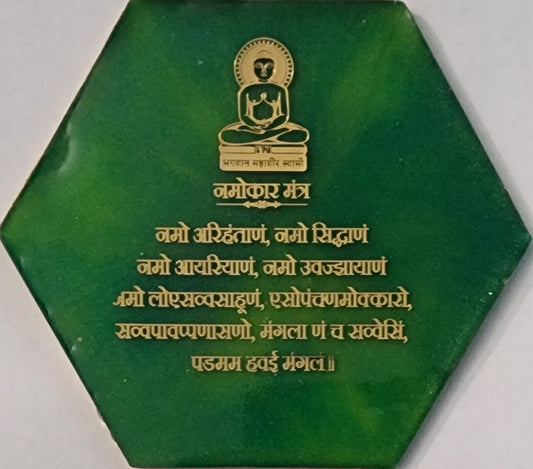 भगवान महावीर स्वामी
नमोकार मंत्र
नमो अरिहंताणं, नमो सिद्धाणं
नमो आयरियाणं, नमो उवज्झायाणं
नमो लोएसव्वसाहूणं, एसोपंचणमोक्कारो,
सव्वपावप्पणासणो, मंगला णं च सव्वेसिं,
पडमम हवई मंगलं॥